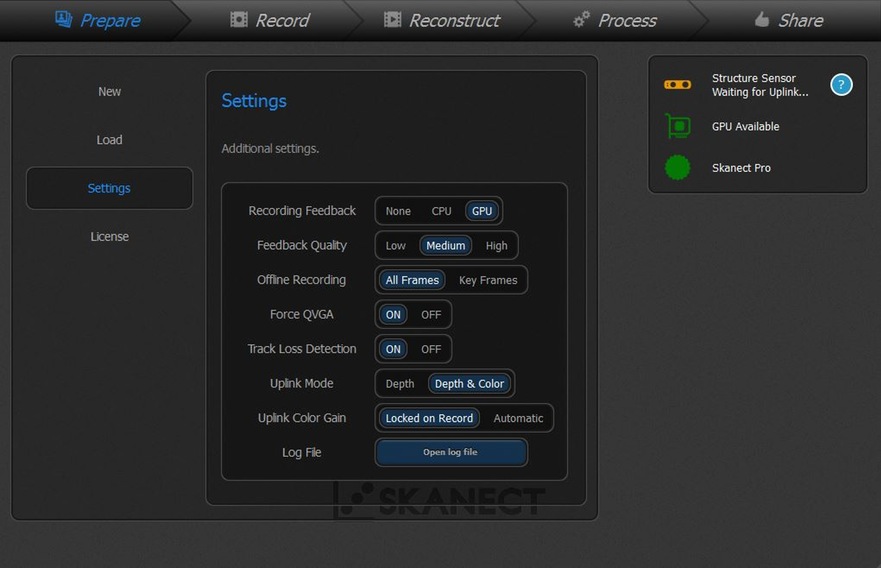 Prepare Record Reconstruct Process Share
New
Load
Settings
License
Settings
Additional settings.
Recording Feedback None CPU GPU
Feedback Quality Low Medium High
Offline Recording All Frames Key Frames
Force QVGA ON OFF
Track Loss Detection ON OFF
Uplink Mode Depth Depth & Color
Uplink Color Gain Locked on Record Automatic
Log File Open log file
SKANECT
Structure Sensor
Waiting for Uplink... ?
GPU Available
Skanect Pro